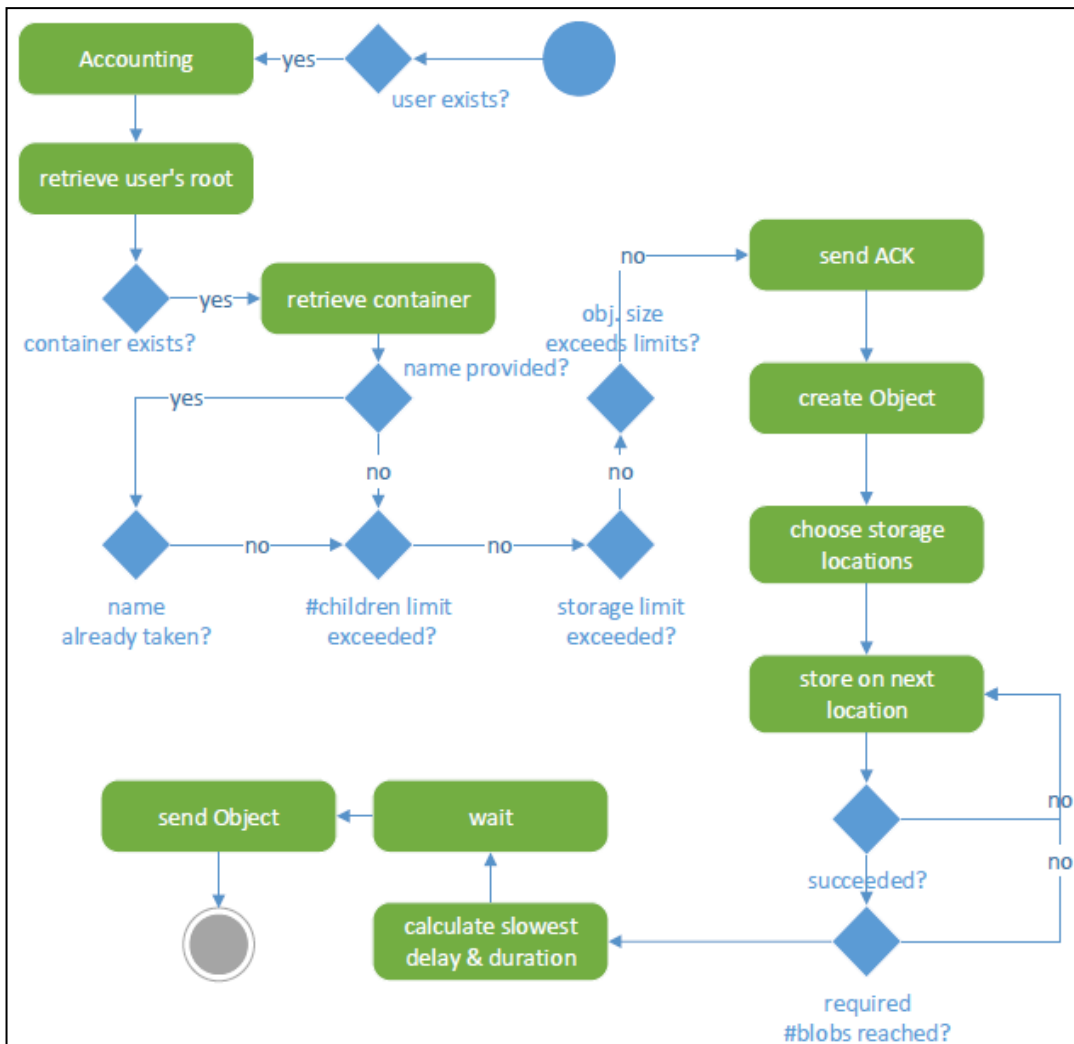 Accounting
yes
user exists?
retrieve user's root
yes
container exists?
retrieve container
name provided?
yes
no
name
already taken?
no
#children limit
exceeded?
no
storage limit
exceeded?
no
obj. size
exceeds limits?
no
send ACK
create Object
choose storage
locations
store on next
location
no
succeeded?
no
required
#blobs reached?
calculate slowest
delay & duration
wait
send Object